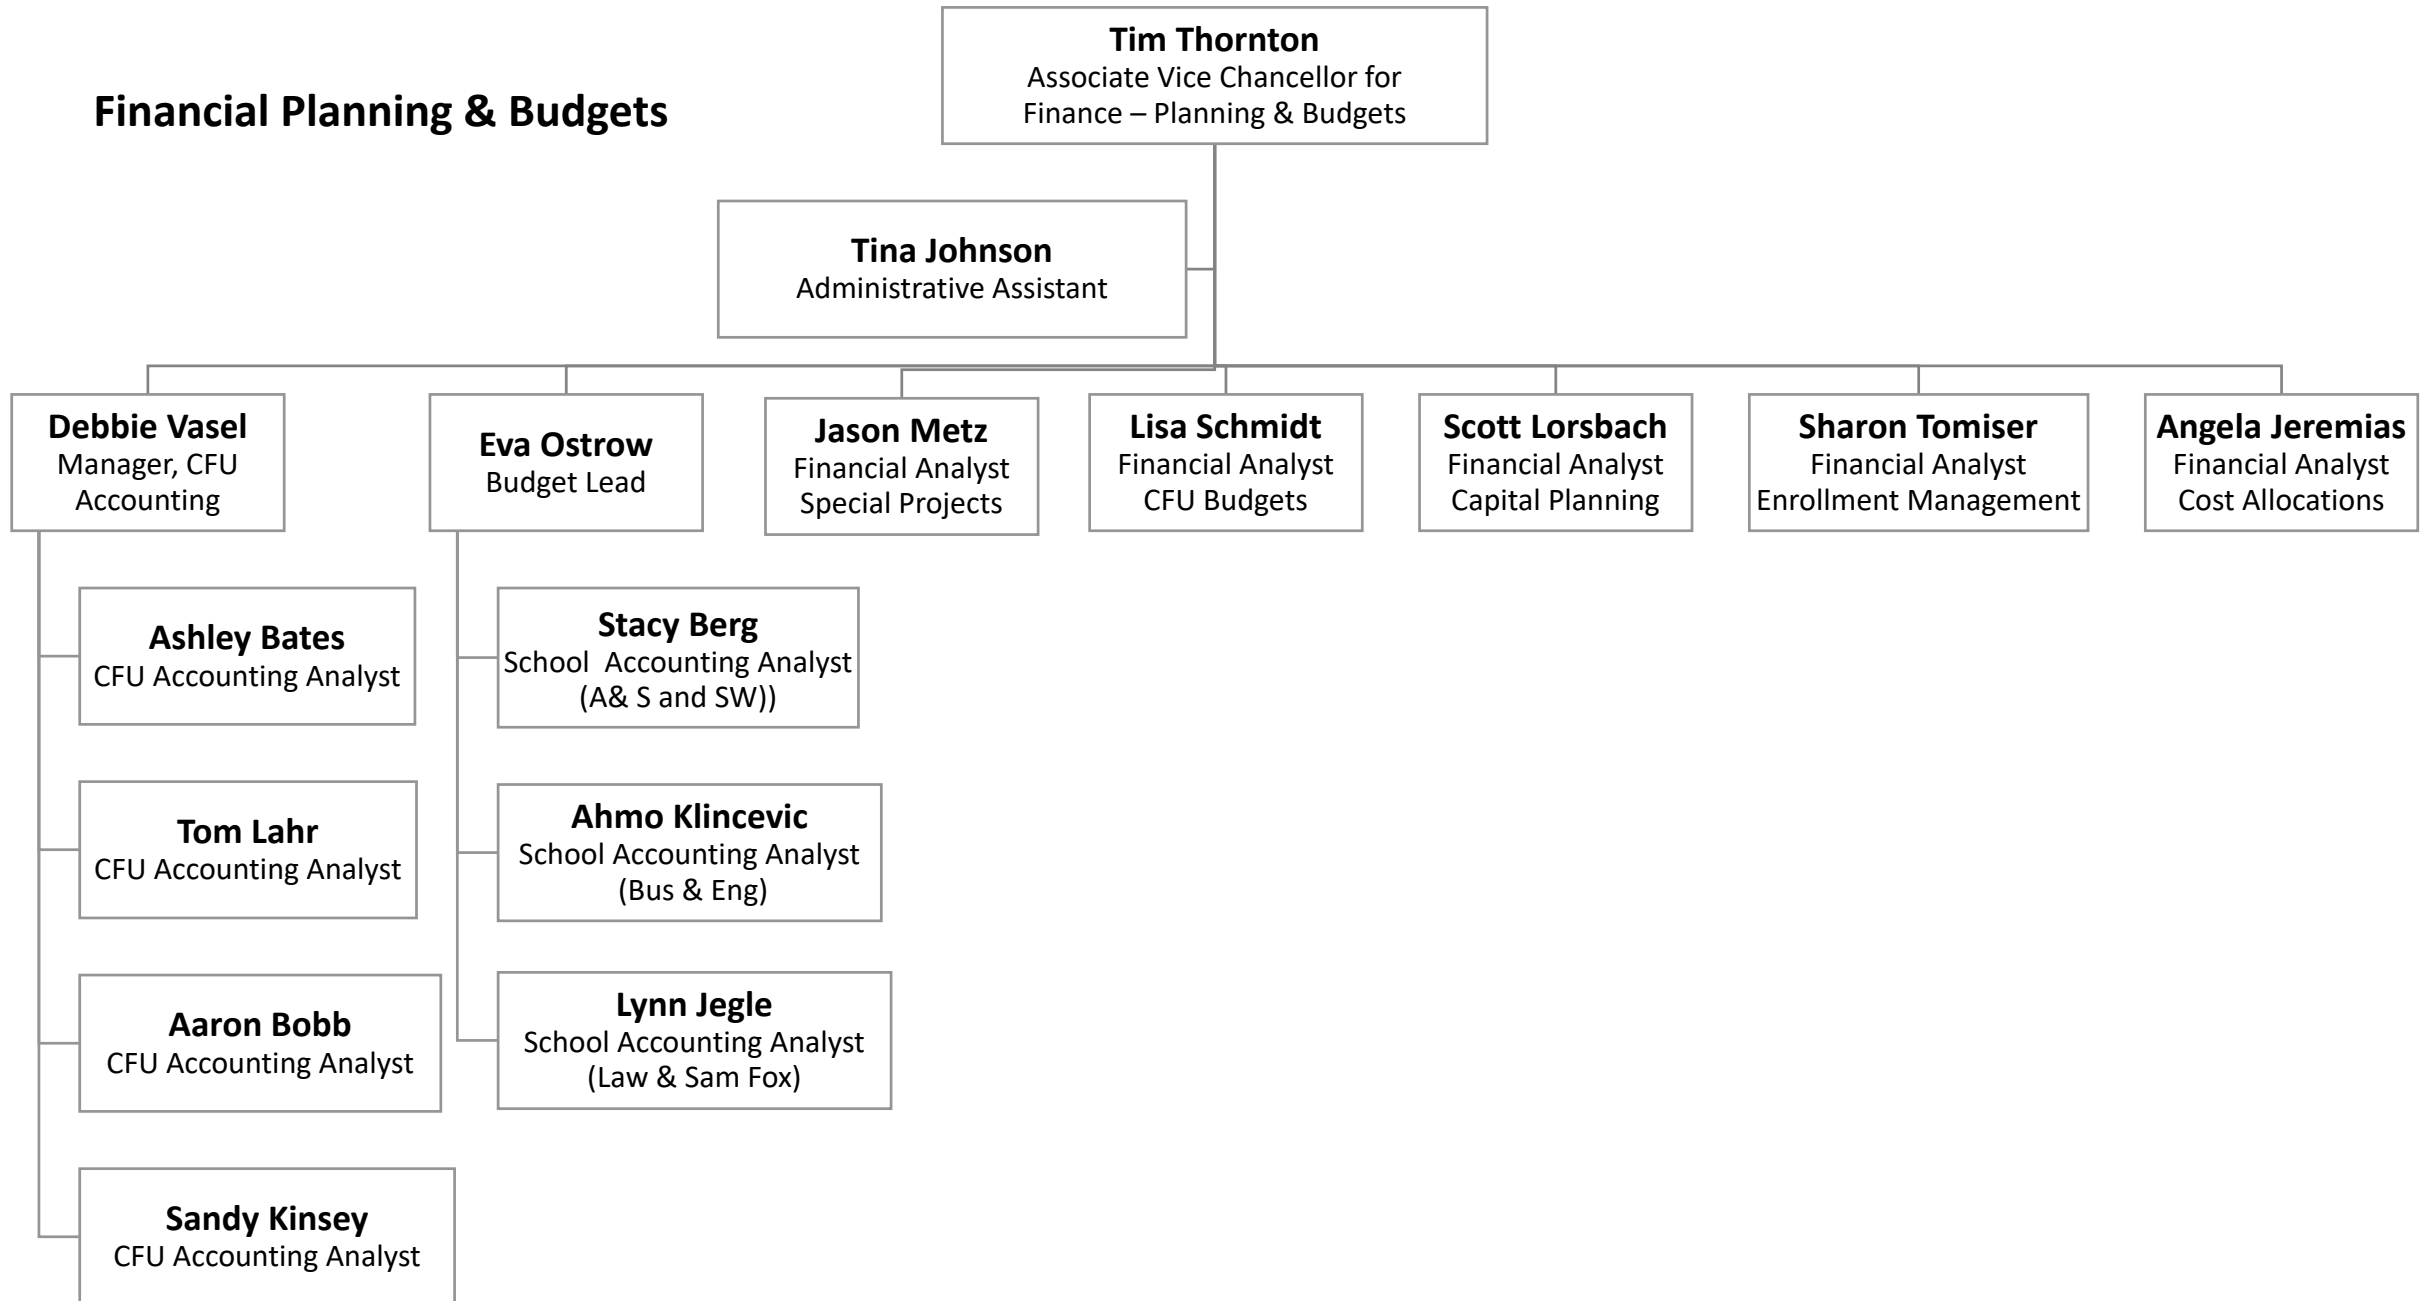 Financial Planning & Budgets
Tim Thornton
Associate Vice Chancellor for
Finance – Planning & Budgets
Tina Johnson
Administrative Assistant
Debbie Vasel
Manager, CFU
Accounting
Eva Ostrow
Budget Lead
Jason Metz
Financial Analyst
Special Projects
Lisa Schmidt
Financial Analyst
CFU Budgets
Scott Lorsbach
Financial Analyst
Capital Planning
Sharon Tomiser
Financial Analyst
Enrollment Management
Angela Jeremias
Financial Analyst
Cost Allocations
Ashley Bates
CFU Accounting Analyst
Tom Lahr
CFU Accounting Analyst
Aaron Bobb
CFU Accounting Analyst
Sandy Kinsey
CFU Accounting Analyst
Stacy Berg
School  Accounting Analyst
(A& S and SW))
Ahmo Klincevic
School Accounting Analyst
(Bus & Eng)
Lynn Jegle
School Accounting Analyst
(Law & Sam Fox)